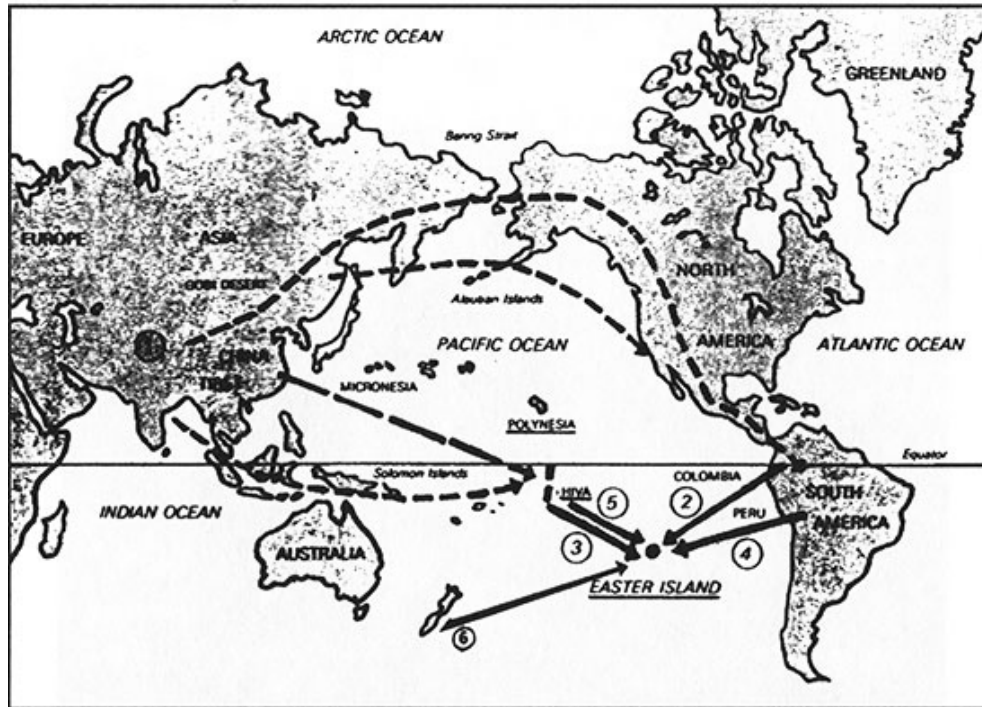 ARCTIC OCEAN
GREENLAND
Bering Strait
EUROPE
ASIA
GOBI DESERT
NORTH
AMERICA
Aleutian Islands
PACIFIC OCEAN
ATLANTIC OCEAN
CHINA
TIBET
MICRONESIA
POLYNESIA
Equator
Solomon Islands
COLOMBIA
HIVA
5
2
SOUTH
AMERICA
INDIAN OCEAN
PERU
AUSTRALIA
3
4
EASTER ISLAND
6